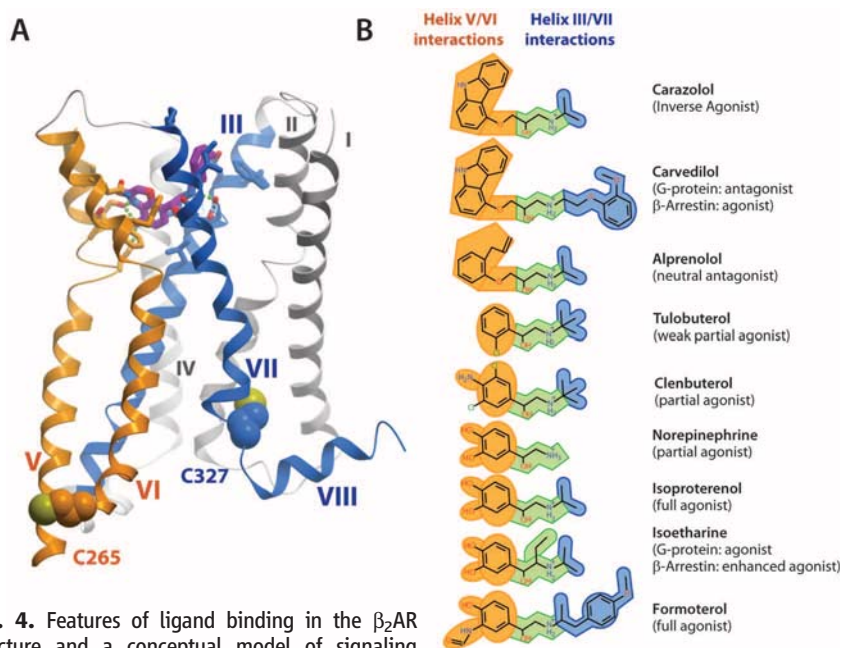 A
III
II
I
IV
VII
V
VI
C327
VIII
C265
B
Helix V/VI
interactions
Helix III/VII
interactions
Carazolol
(Inverse Agonist)
Carvedilol
(G-protein: antagonist
β-Arrestin: agonist)
Alprenolol
(neutral antagonist)
Tulobuterol
(weak partial agonist)
Clenbuterol
(partial agonist)
Norepinephrine
(partial agonist)
Isoproterenol
(full agonist)
Isoetharine
(G-protein: agonist
β-Arrestin: enhanced agonist)
Formoterol
(full agonist)
. 4. Features of ligand binding in the β₂AR
cture and a conceptual model of signaling